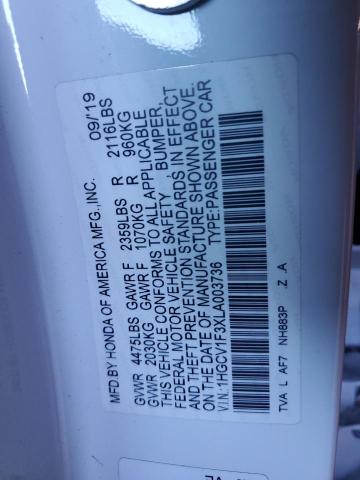 MFD.BY HONDA OF AMERICA MFG.,INC. 09/'19
GVWR 4475LBS GAWR F 2359LBS R 2116LBS
GVWR 2030KG GAWR F 1070KG R 960KG
THIS VEHICLE CONFORMS TO ALL APPLICABLE
FEDERAL MOTOR VEHICLE SAFETY, BUMPER,
AND THEFT PREVENTION STANDARDS IN EFFECT
ON THE DATE OF MANUFACTURE SHOWN ABOVE.
V.I.N.:1HGCV1F3XLA003736 TYPE:PASSENGER CAR
TVA L AF7 NH883P Z .A